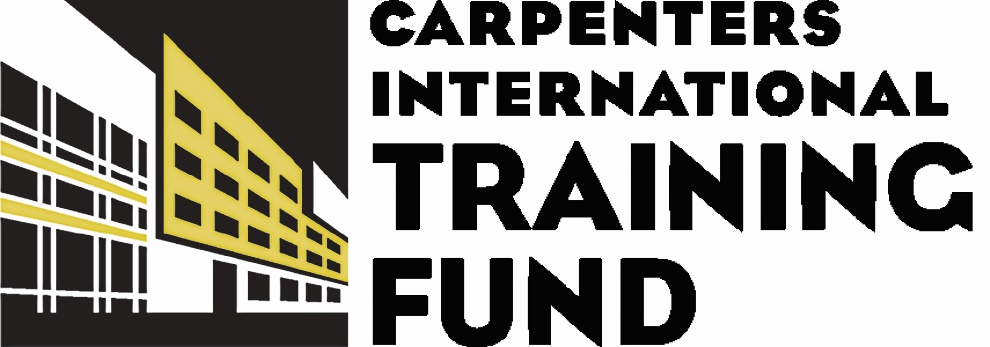 CARPENTERS
INTERNATIONAL
TRAINING
FUND